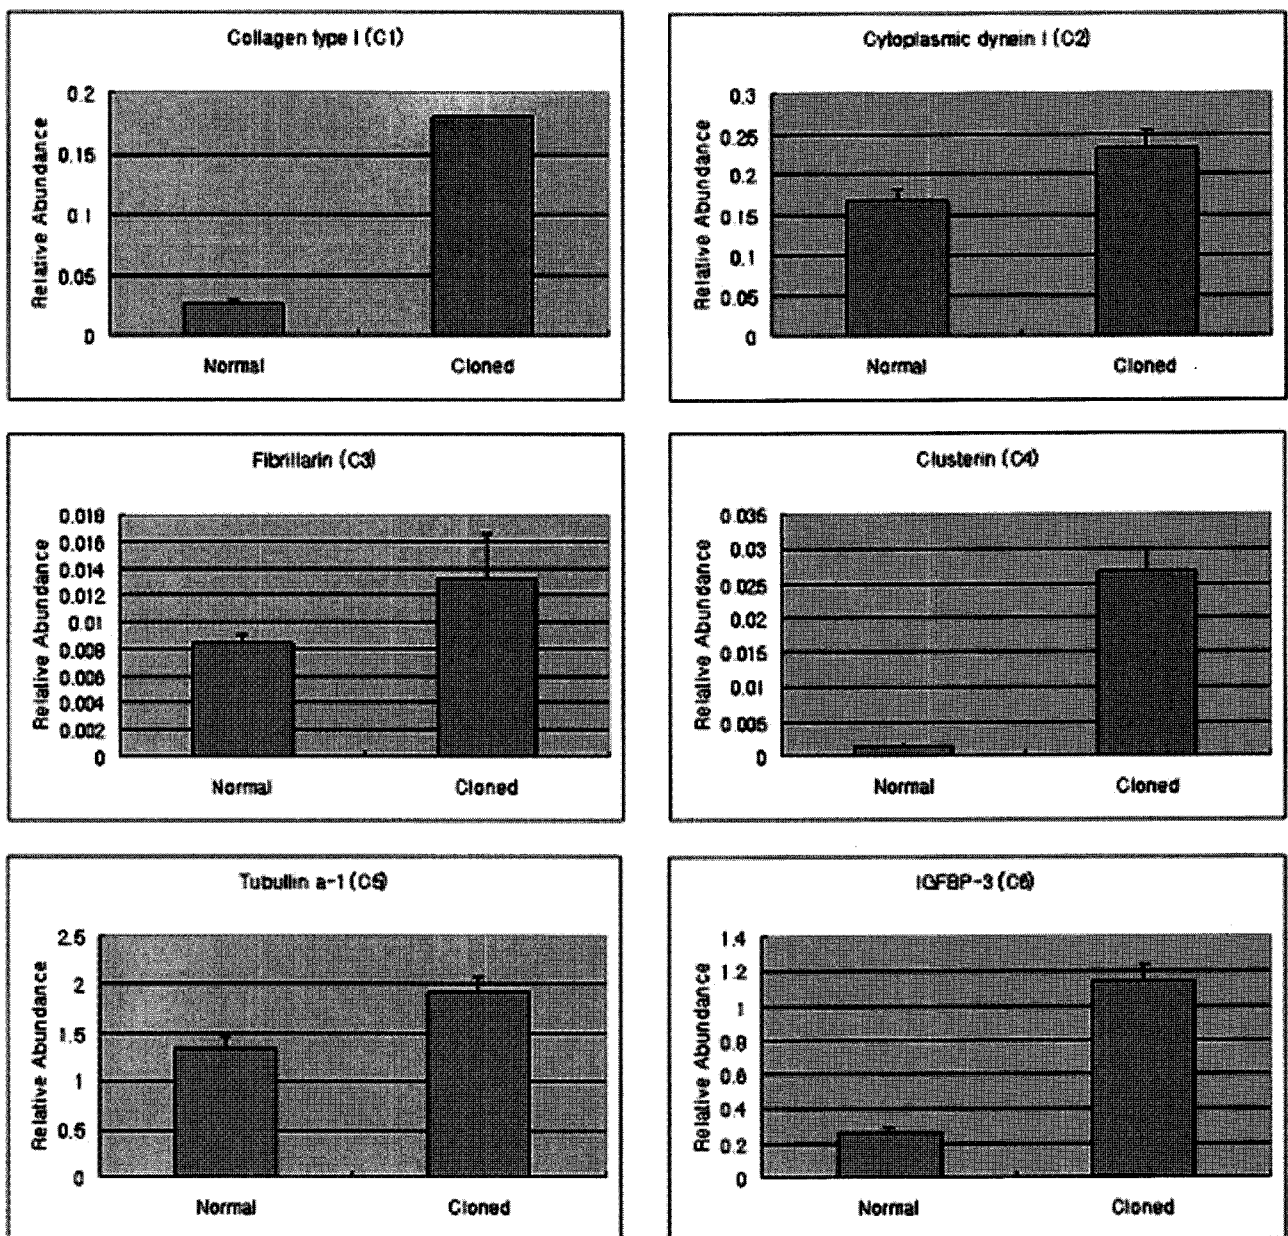 Collagen type I (C1)
Relative Abundance
0.2
0.15
0.1
0.05
0
Normal Cloned
Cytoplasmic dynein I (C2)
Relative Abundance
0.3
0.25
0.2
0.15
0.1
0.05
0
Normal Cloned
Fibrillarin (C3)
Relative Abundance
0.018
0.016
0.014
0.012
0.01
0.008
0.006
0.004
0.002
0
Normal Cloned
Clusterin (C4)
Relative Abundance
0.035
0.03
0.025
0.02
0.015
0.01
0.005
0
Normal Cloned
Tubullin a-1 (C5)
Relative Abundance
2.5
2
1.5
1
0.5
0
Normal Cloned
IGFBP-3 (C6)
Relative Abundance
1.4
1.2
1
0.8
0.6
0.4
0.2
0
Normal Cloned